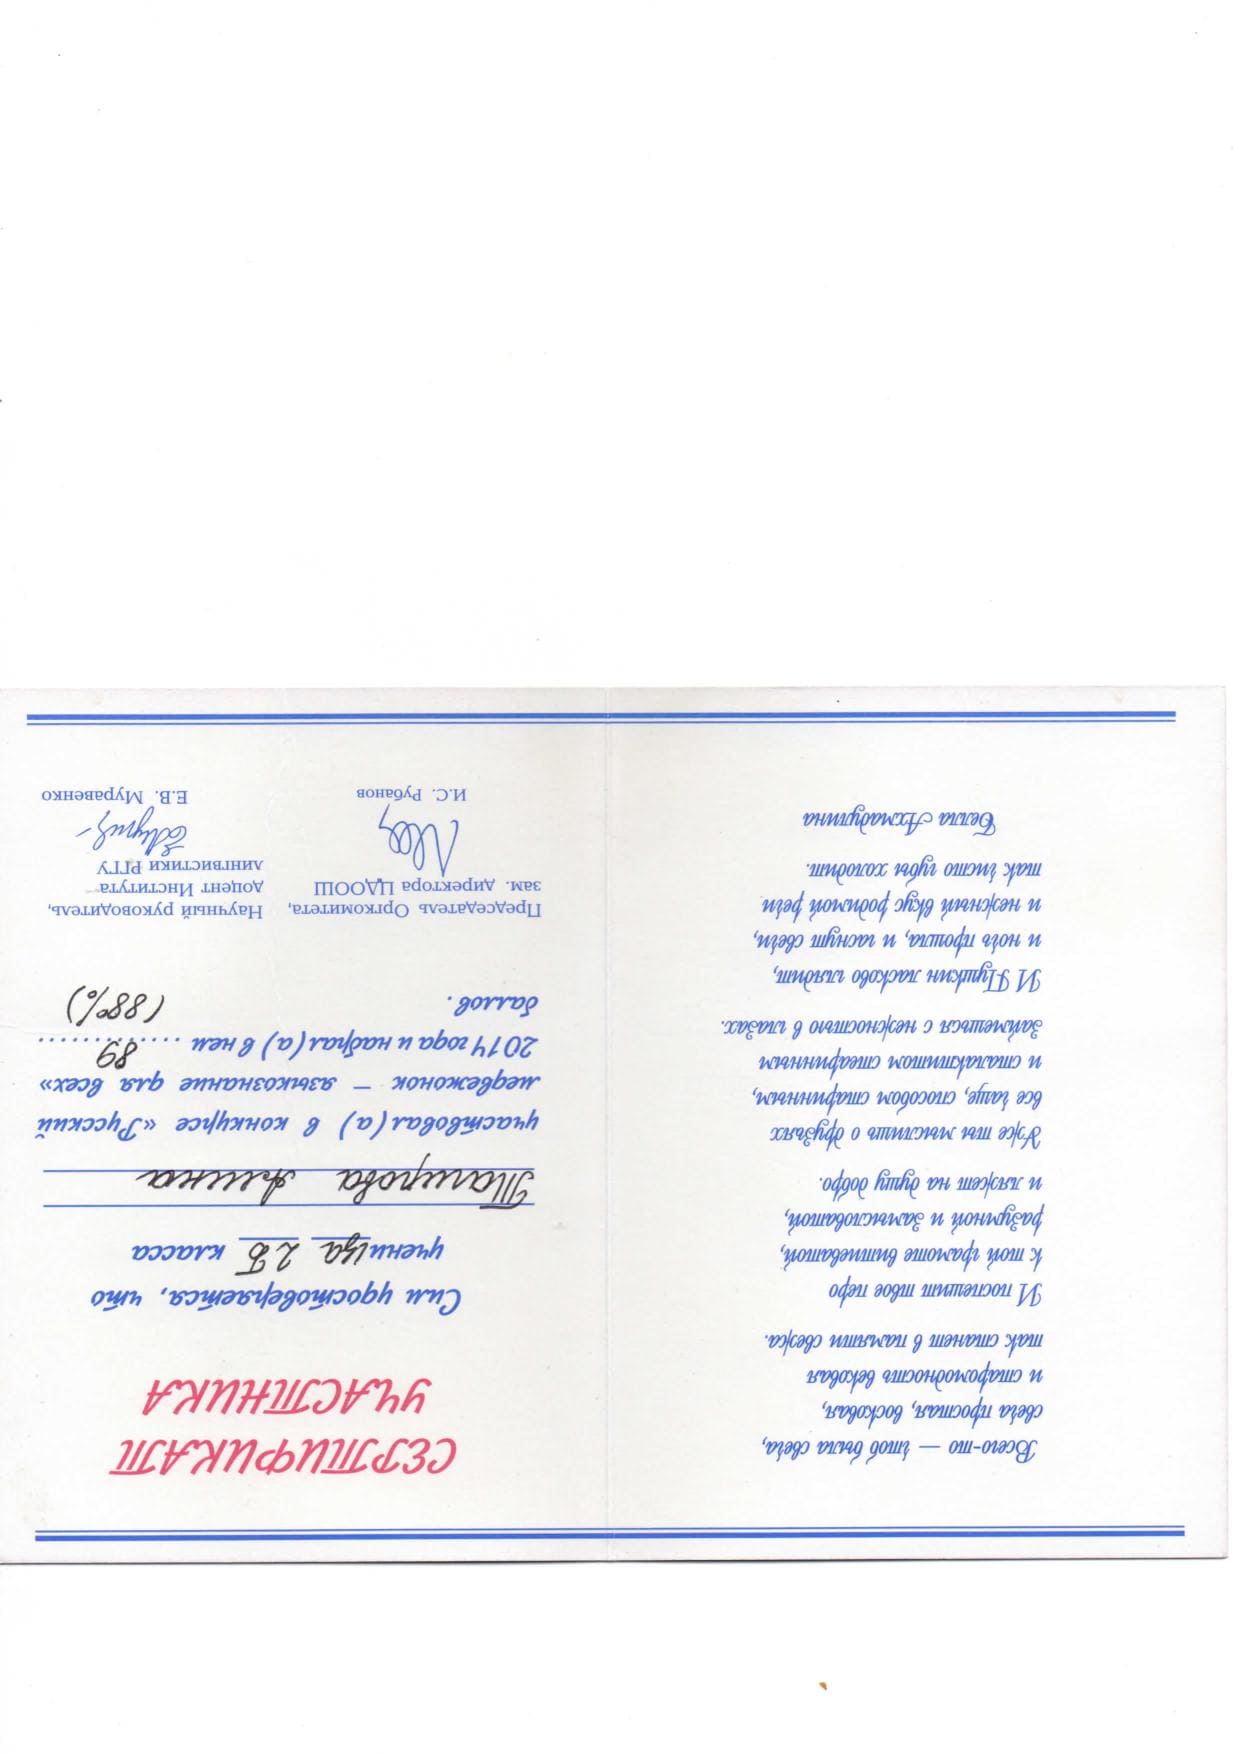 Всего-то — чтоб была свеча,
свеча простая, восковая,
и старомодность вековая
так станет в памяти свежа.
И поспешит твое перо
к той грамоте витиеватой,
разумной и замысловатой,
и ляжет на душу добро.
Уже ты мыслишь о друзьях
все чаще, способом старинным,
и сталактитом стеаринным
займешься с нежностью в глазах.
И Пушкин ласково глядит,
и ночь прошла, и гаснут свечи,
и нежный вкус родимой речи
так чисто губы холодит.
Белла Ахмадулина
СЕРТИФИКАТ
УЧАСТНИКА
Сим удостоверяется, что
ученица 2Б класса
Тагирова Амина
участвовал(а) в конкурсе «Русский
медвежонок – языкознание для всех»
2014 года и набрал(а) в нем 89
баллов. (88%)
Председатель Оргкомитета,
зам. директора ЦДООШ
И.С. Рубанов
Научный руководитель,
доцент Института
лингвистики РГГУ
Е.В. Муравенко